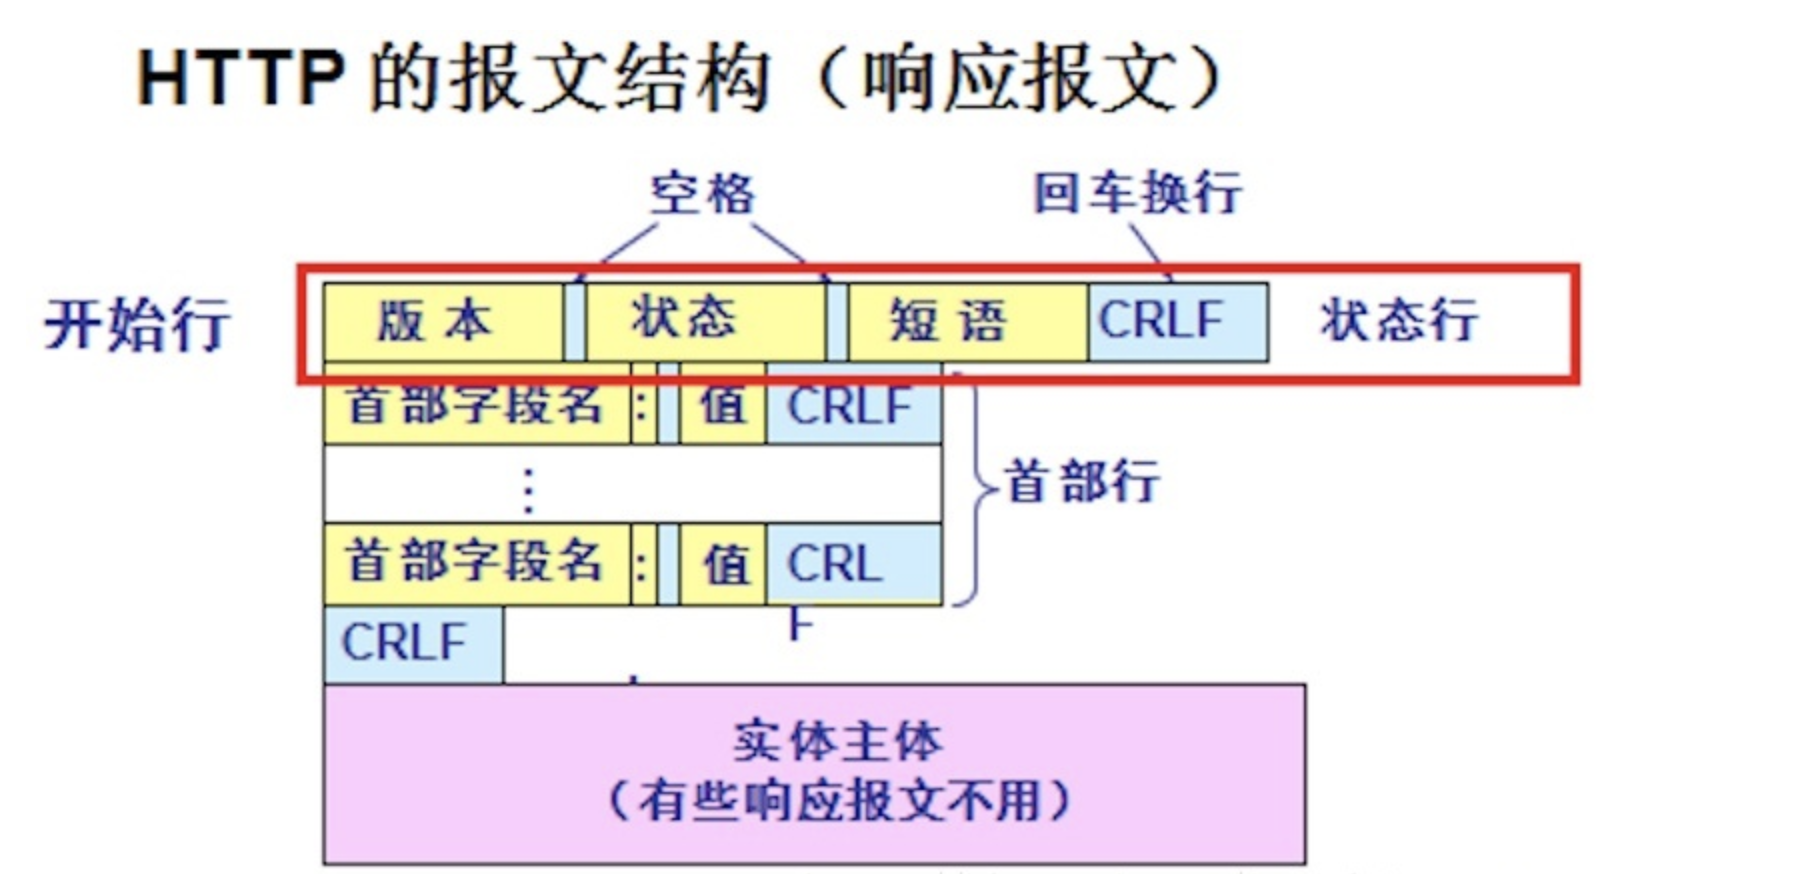 HTTP 的报文结构（响应报文）
空格 回车换行
开始行 版本 状态 短语 CRLF 状态行
首部字段名 : 值 CRLF
⋮ 首部行
首部字段名 : 值 CRL
F
CRLF
实体主体
（有些响应报文不用）